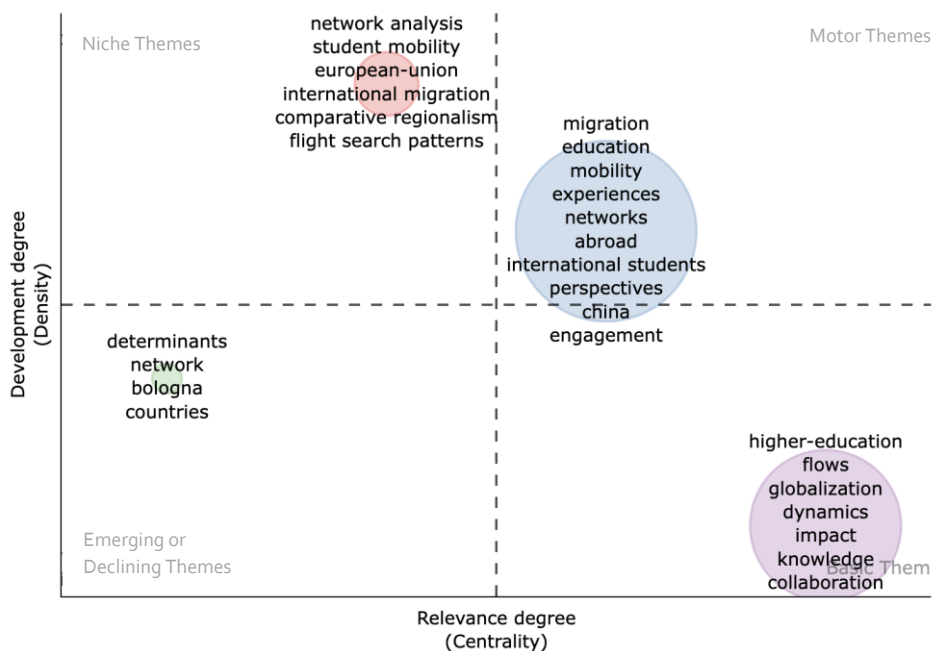 Niche Themes
Motor Themes
network analysis
student mobility
european-union
international migration
comparative regionalism
flight search patterns
migration
education
mobility
experiences
networks
abroad
international students
perspectives
china
engagement
determinants
network
bologna
countries
higher-education
flows
globalization
dynamics
impact
knowledge
collaboration
Emerging or
Declining Themes
Basic Them
Development degree
(Density)
Relevance degree
(Centrality)